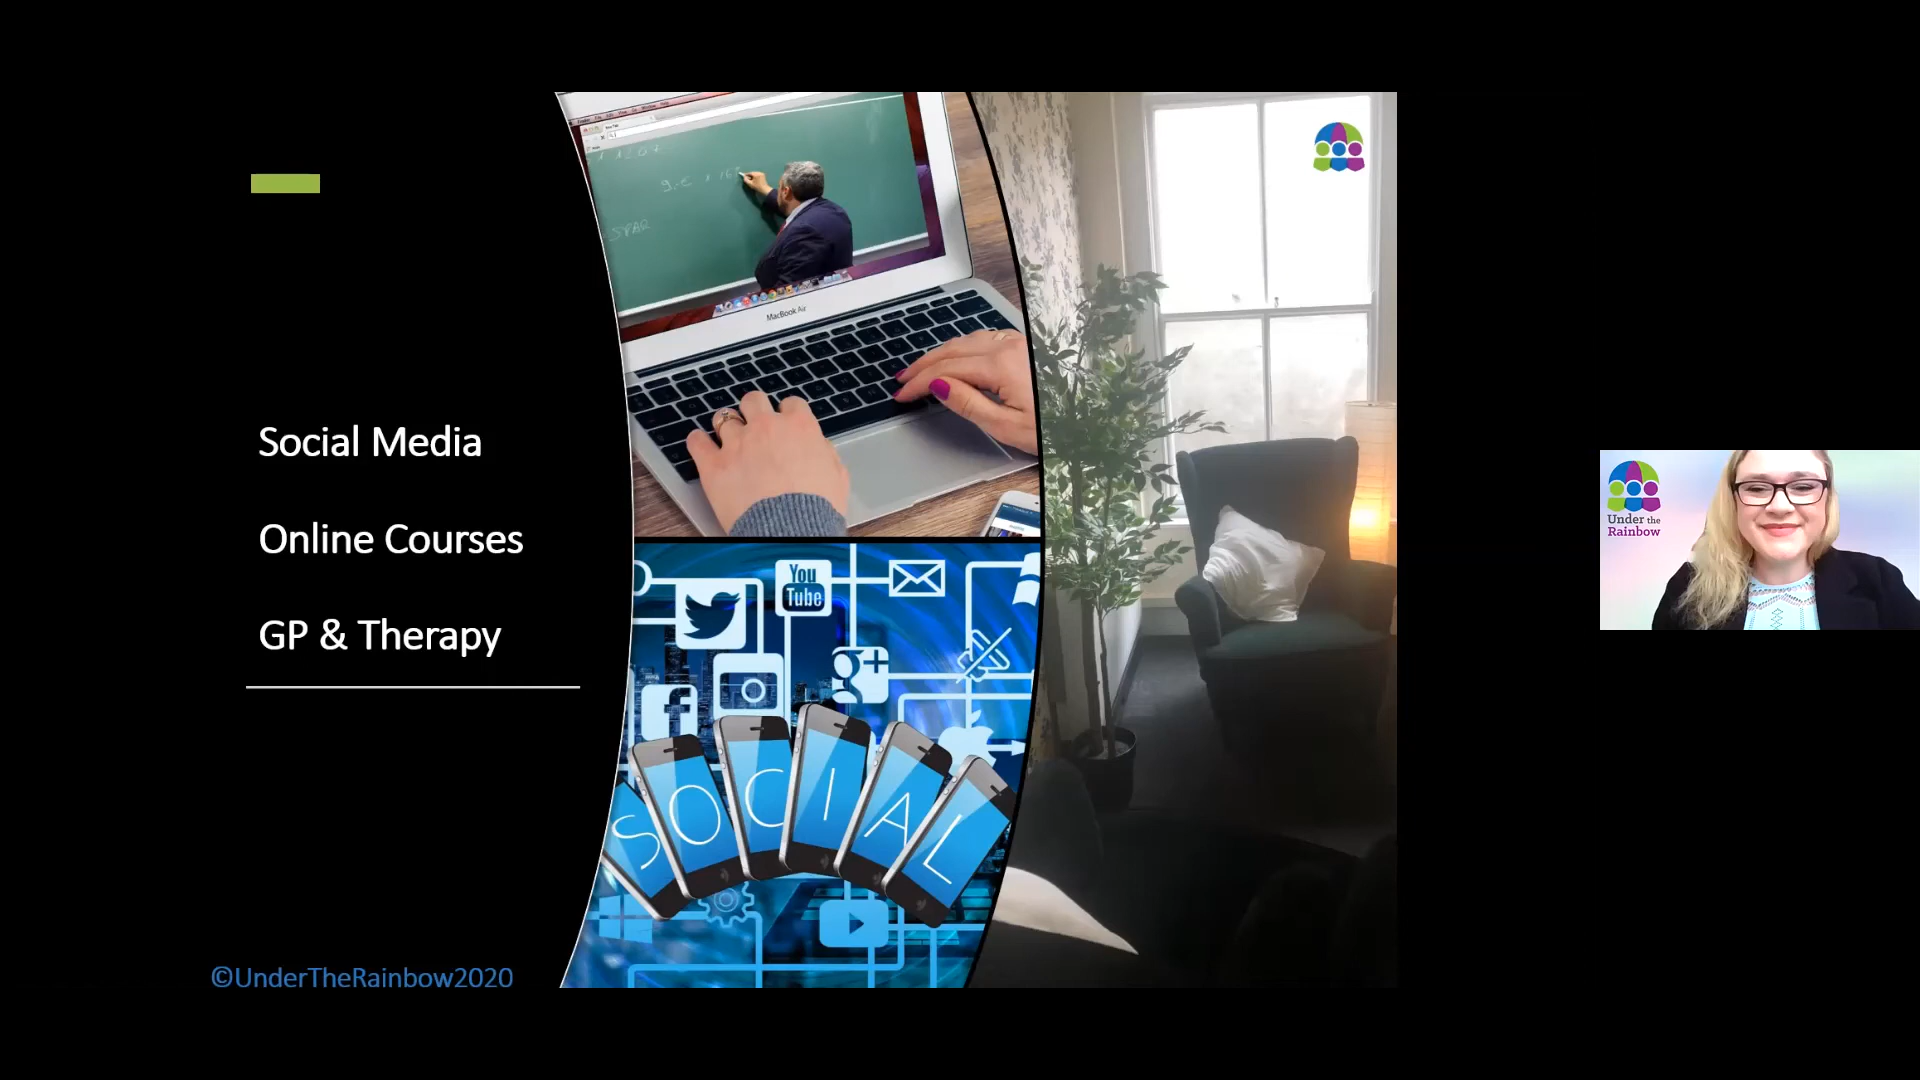 Social Media
Online Courses
GP & Therapy
©UnderTheRainbow2020
MacBook Air
You
Tube
SOCIAL
Under the
Rainbow